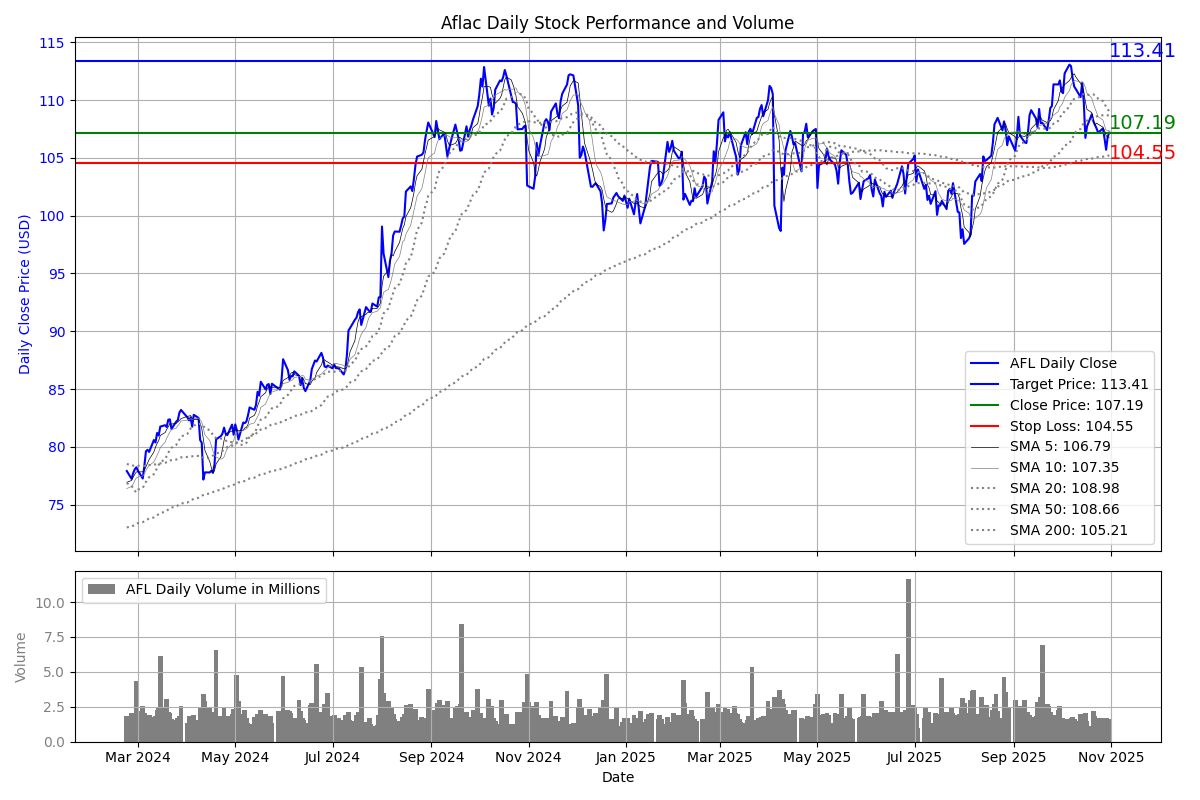 Aflac Daily Stock Performance and Volume
115
110
105
100
95
90
85
80
75
Daily Close Price (USD)
113.41
107.19
104.55
AFL Daily Close
Target Price: 113.41
Close Price: 107.19
Stop Loss: 104.55
SMA 5: 106.79
SMA 10: 107.35
SMA 20: 108.98
SMA 50: 108.66
SMA 200: 105.21
AFL Daily Volume in Millions
10.0
7.5
5.0
2.5
0.0
Volume
Mar 2024 May 2024 Jul 2024 Sep 2024 Nov 2024 Jan 2025 Mar 2025 May 2025 Jul 2025 Sep 2025 Nov 2025
Date